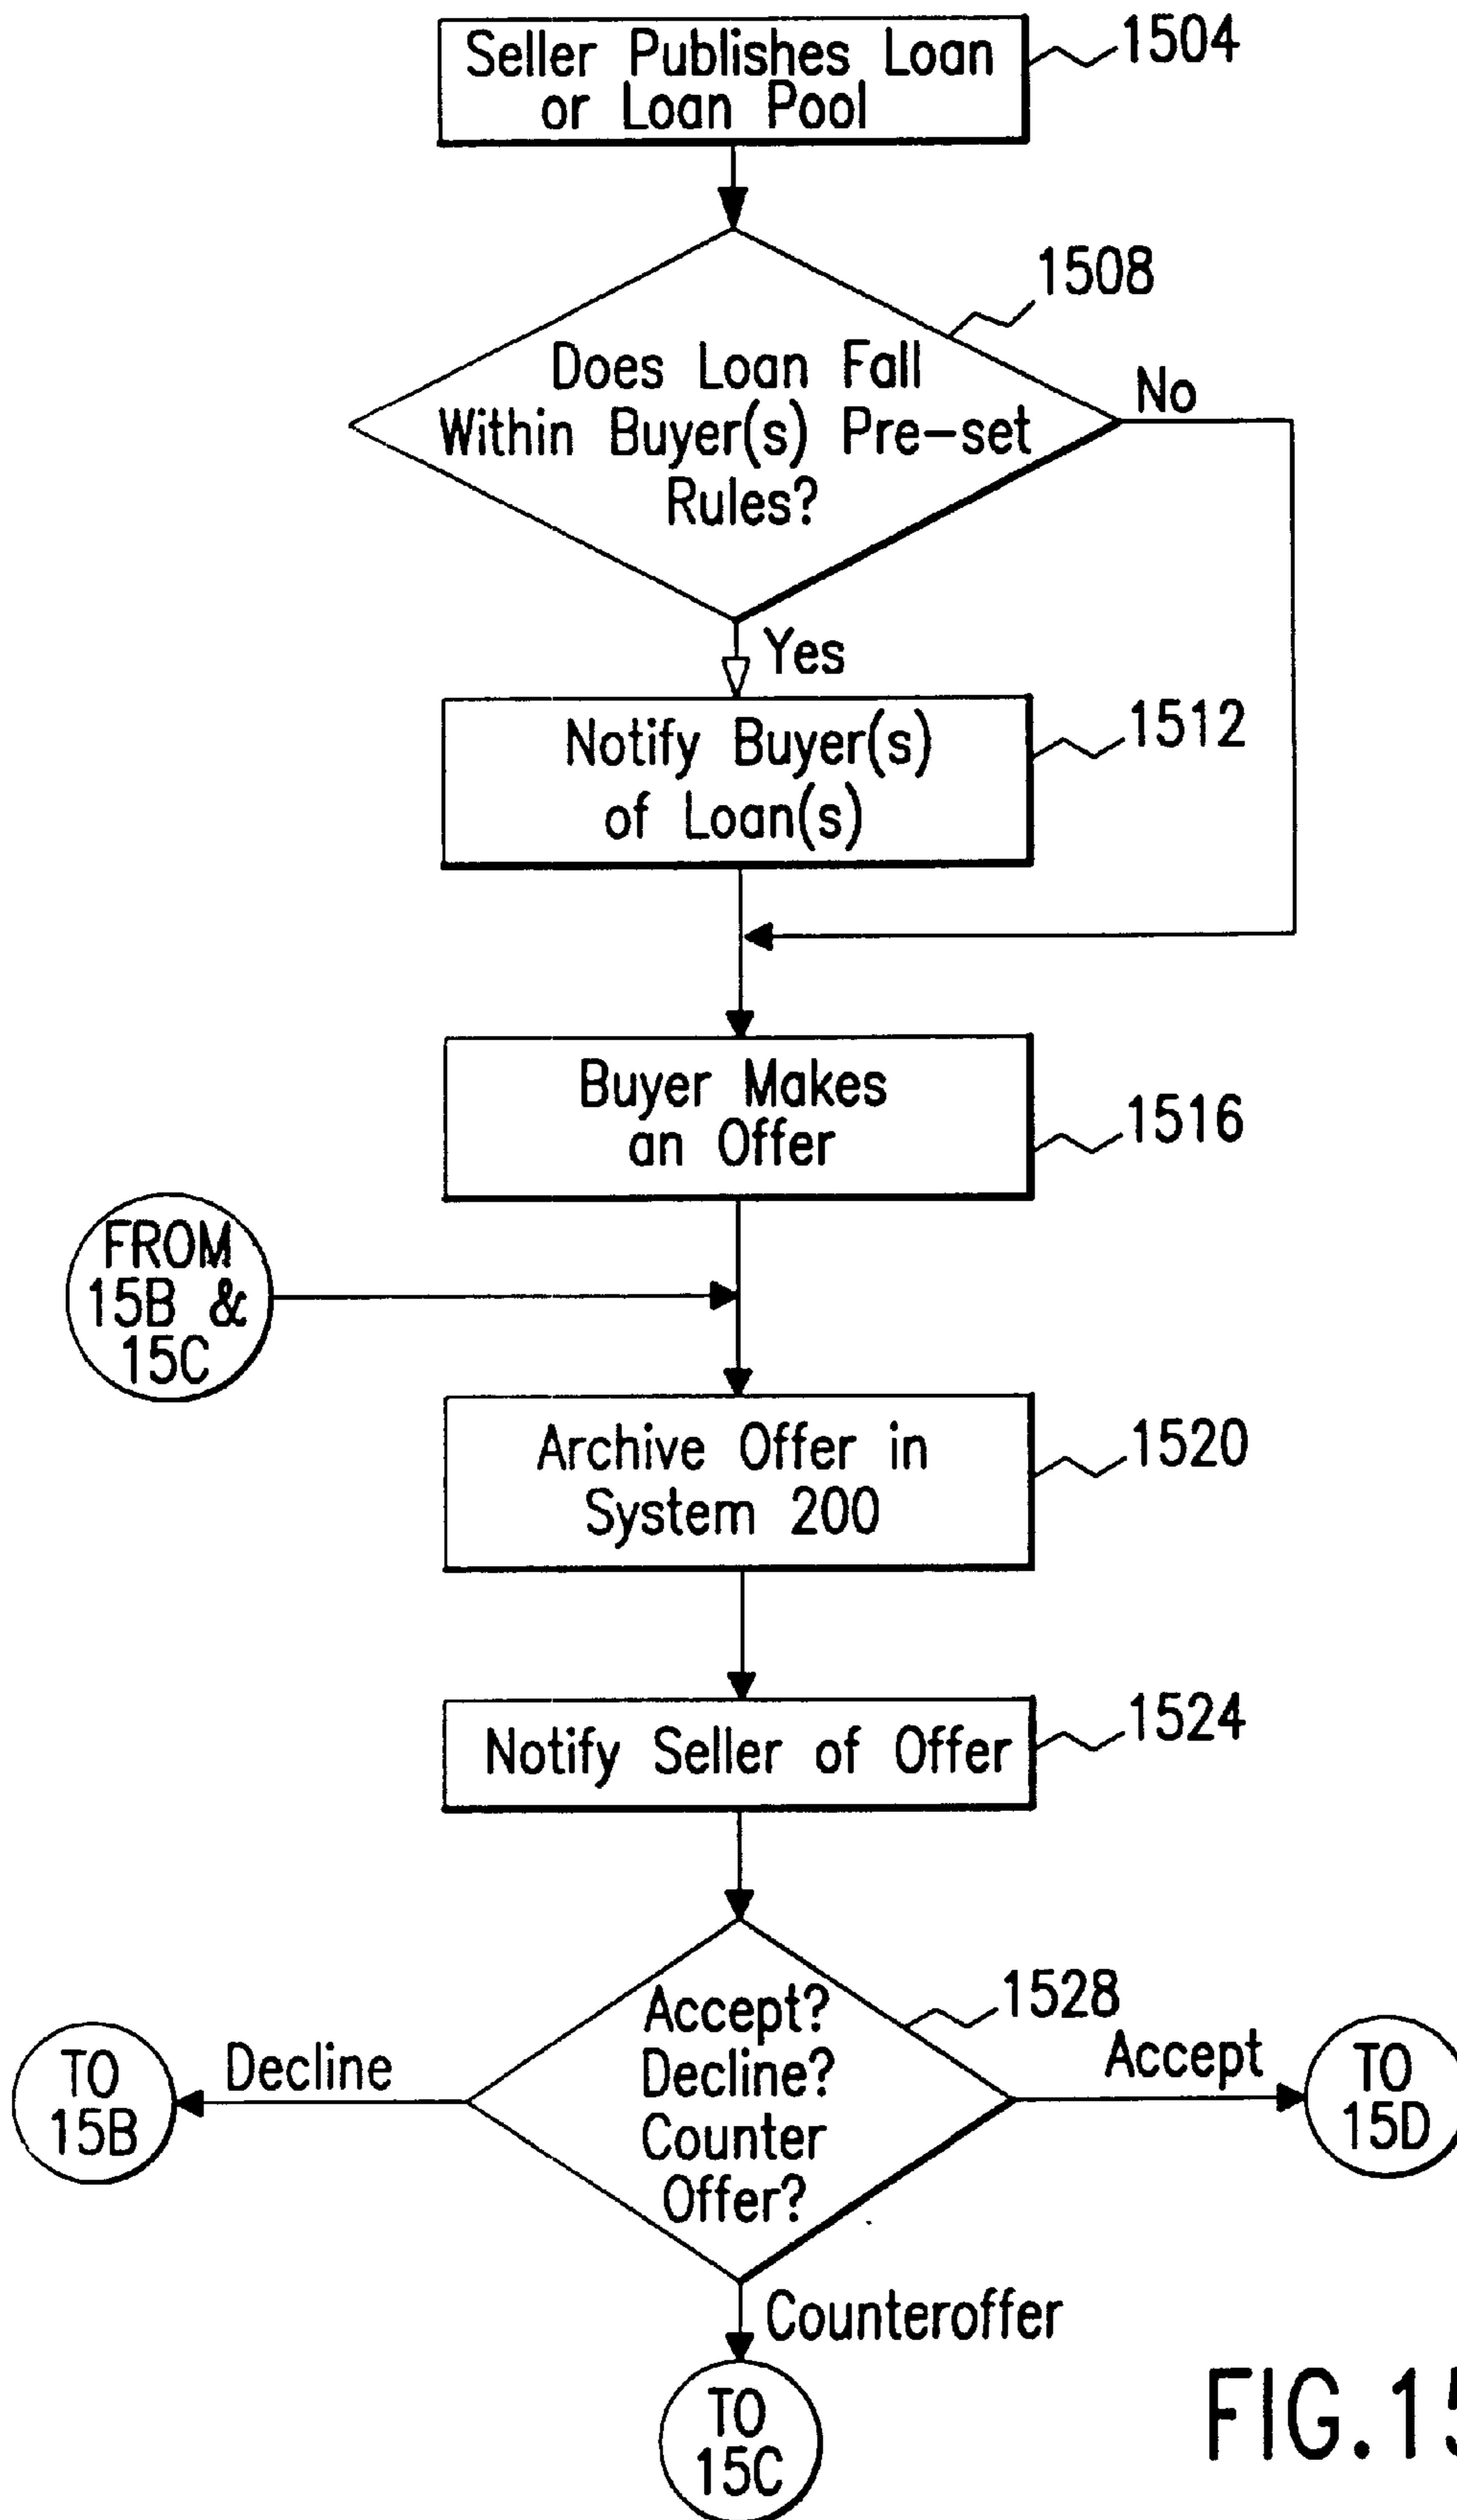 Seller Publishes Loan
or Loan Pool
1504
1508
Does Loan Fall
Within Buyer(s) Pre-set
Rules?
No
Yes
Notify Buyer(s)
of Loan(s)
1512
Buyer Makes
an Offer
1516
FROM
15B &
15C
Archive Offer in
System 200
1520
Notify Seller of Offer
1524
1528
Accept?
Decline?
Counter
Offer?
Decline
TO
15B
Accept
TO
15D
Counteroffer
TO
15C
FIG.15